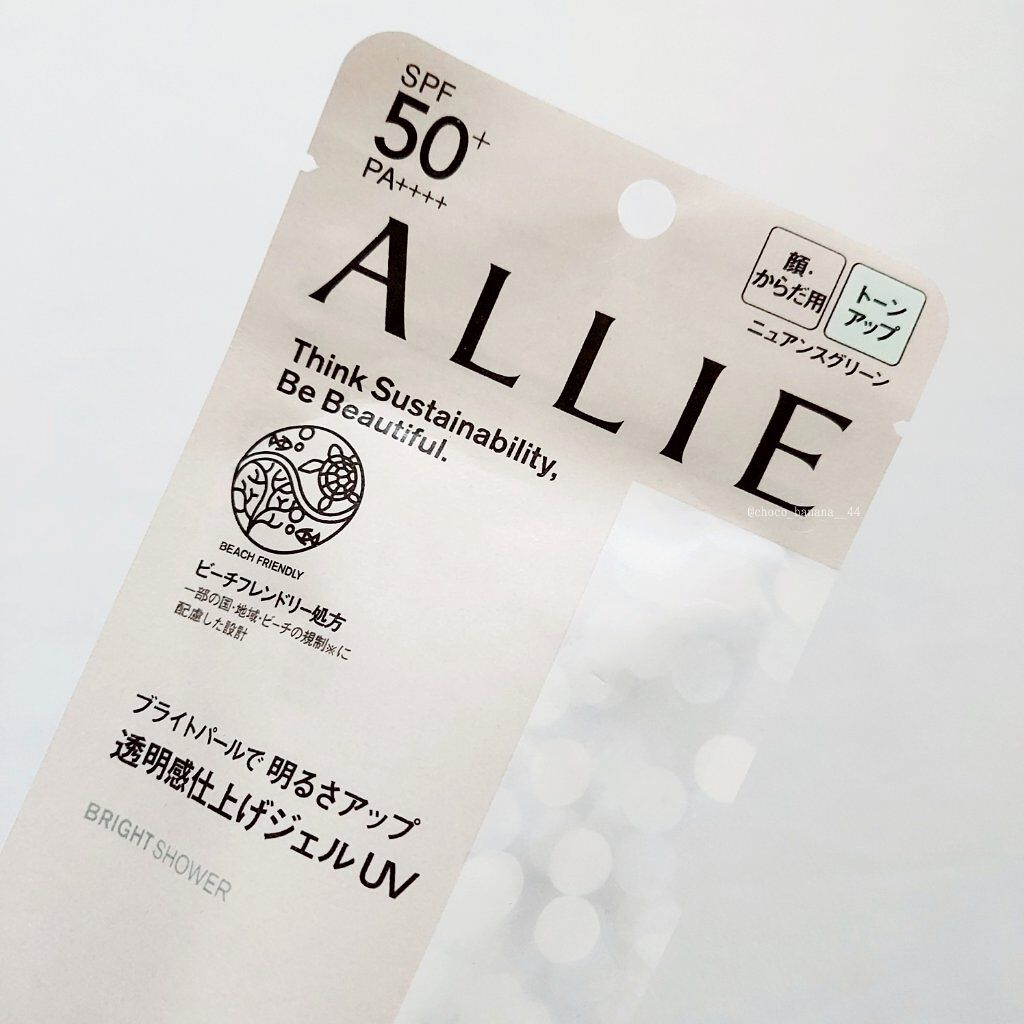 SPF
50+
PA++++
ALLIE
顔・
からだ用
トーン
アップ
ニュアンスグリーン
Think Sustainability,
Be Beautiful.
BEACH FRIENDLY
ビーチフレンドリー処方
一部の国・地域・ビーチの規制※に
配慮した設計
@choco_banana__44
ブライトパールで 明るさアップ
透明感仕上げジェル UV
BRIGHT SHOWER